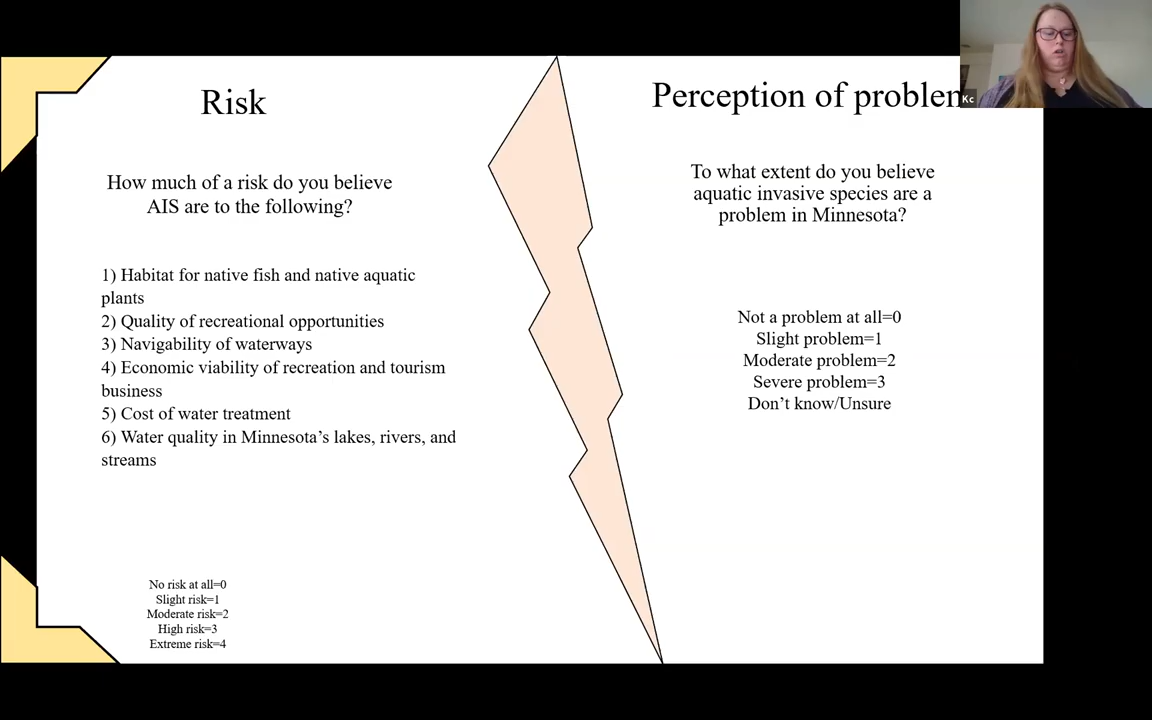 Risk
How much of a risk do you believe
AIS are to the following?
1) Habitat for native fish and native aquatic
plants
2) Quality of recreational opportunities
3) Navigability of waterways
4) Economic viability of recreation and tourism
business
5) Cost of water treatment
6) Water quality in Minnesota’s lakes, rivers, and
streams
No risk at all=0
Slight risk=1
Moderate risk=2
High risk=3
Extreme risk=4
Perception of problem
To what extent do you believe
aquatic invasive species are a
problem in Minnesota?
Not a problem at all=0
Slight problem=1
Moderate problem=2
Severe problem=3
Don’t know/Unsure
Kc